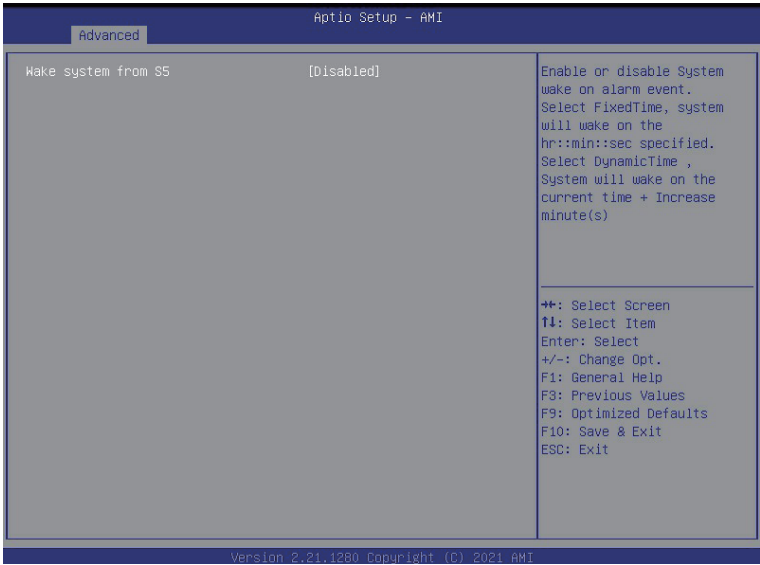 Aptio Setup – AMI
Advanced
Wake system from S5 [Disabled]
Enable or disable System
wake on alarm event.
Select FixedTime, system
will wake on the
hr::min::sec specified.
Select DynamicTime ,
System will wake on the
current time + Increase
minute(s)
→←: Select Screen
↑↓: Select Item
Enter: Select
+/-: Change Opt.
F1: General Help
F3: Previous Values
F9: Optimized Defaults
F10: Save & Exit
ESC: Exit
Version 2.21.1280 Copyright (C) 2021 AMI